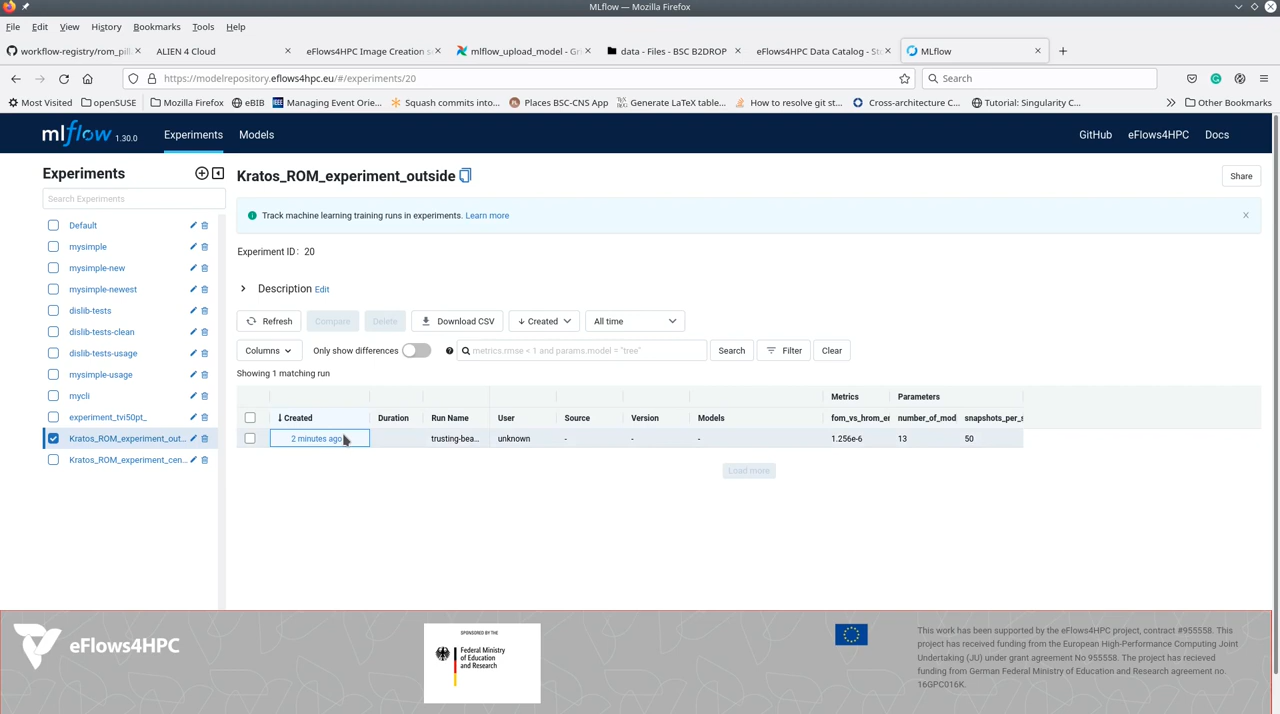 MLflow — Mozilla Firefox
File Edit View History Bookmarks Tools Help
workflow-registry/rom_pil ALIEN 4 Cloud eFlows4HPC Image Creation s mlflow_upload_model - Gri data - Files - BSC B2DROP eFlows4HPC Data Catalog - Sto MLflow
https://modelrepository.eflows4hpc.eu/#/experiments/20 Search
Most Visited openSUSE Mozilla Firefox eBIB Managing Event Orie... Squash commits into... Places BSC-CNS App Generate LaTeX table... How to resolve git st... Cross-architecture C... Tutorial: Singularity C... Other Bookmarks
mlflow 1.30.0 Experiments Models GitHub eFlows4HPC Docs
Experiments
Search Experiments
Default
mysimple
mysimple-new
mysimple-newest
dislib-tests
dislib-tests-clean
dislib-tests-usage
mysimple-usage
mycli
experiment_tvi50pt_
Kratos_ROM_experiment_out...
Kratos_ROM_experiment_cen...
Kratos_ROM_experiment_outside Share
Track machine learning training runs in experiments. Learn more
Experiment ID: 20
Description Edit
Refresh Compare Delete Download CSV ↓ Created All time
Columns Only show differences metrics.rmse < 1 and params.model = "tree" Search Filter Clear
Showing 1 matching run
Metrics Parameters
↓ Created Duration Run Name User Source Version Models fom_vs_hrom_er number_of_mod snapshots_per_s
2 minutes ago trusting-bea... unknown - - - 1.256e-6 13 50
Load more
eFlows4HPC
SPONSORED BY THE
Federal Ministry
of Education
and Research
This work has been supported by the eFlows4HPC project, contract #955558. This
project has received funding from the European High-Performance Computing Joint
Undertaking (JU) under grant agreement No 955558. The project has recieved
funding from German Federal Ministry of Education and Research agreement no.
16GPC016K.